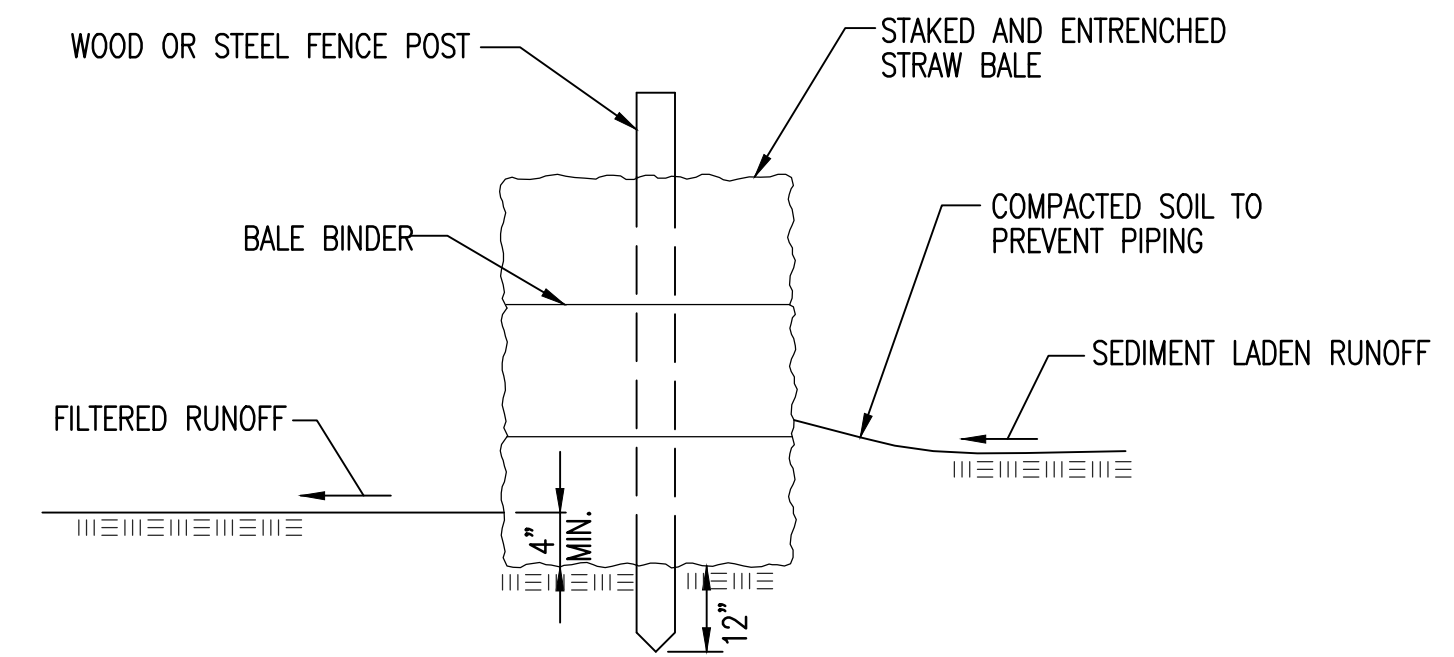 WOOD OR STEEL FENCE POST
STAKED AND ENTRENCHED
STRAW BALE
COMPACTED SOIL TO
PREVENT PIPING
BALE BINDER
SEDIMENT LADEN RUNOFF
FILTERED RUNOFF
4"
MIN.
12"